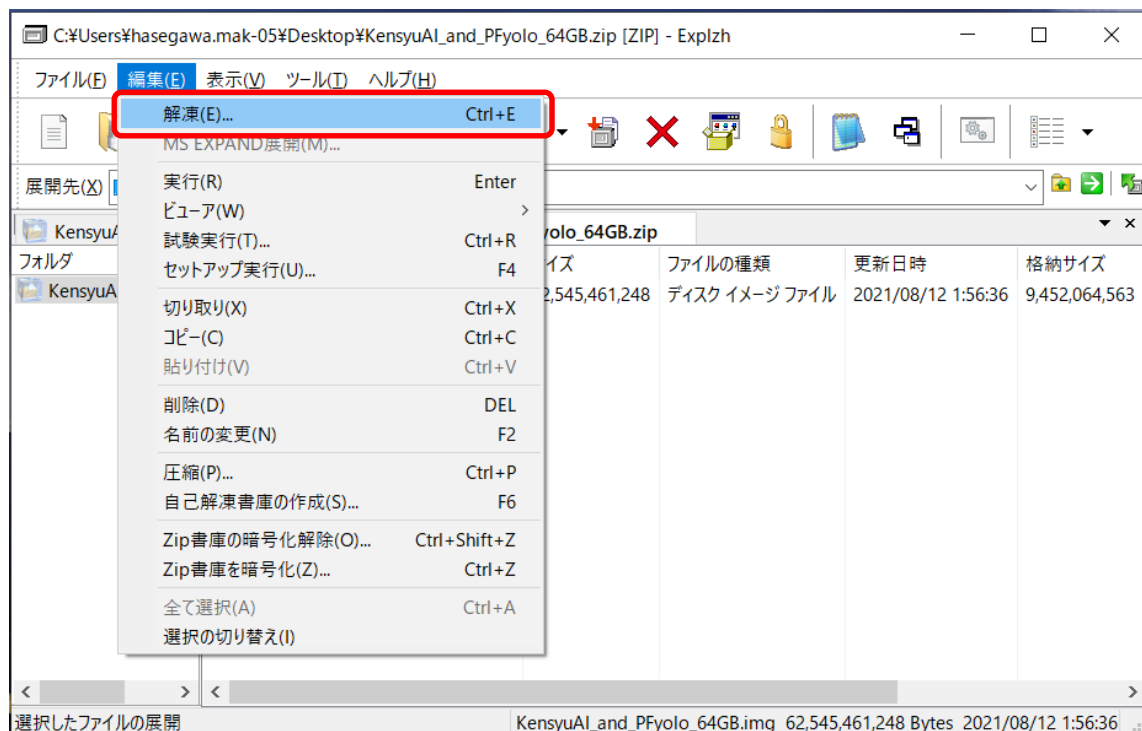 C:¥Users¥hasegawa.mak-05¥Desktop¥KensyuAI_and_PFyolo_64GB.zip [ZIP] - Explzh
ファイル(F) 編集(E) 表示(V) ツール(T) ヘルプ(H)
解凍(E)... Ctrl+E
MS EXPAND展開(M)...
展開先(X)
実行(R) Enter
ビューア(W)
KensyuA
yolo_64GB.zip
試験実行(T)... Ctrl+R
フォルダ
イズ ファイルの種類 更新日時 格納サイズ
セットアップ実行(U)... F4
KensyuA
2,545,461,248 ディスク イメージ ファイル 2021/08/12 1:56:36 9,452,064,563
切り取り(X) Ctrl+X
コピー(C) Ctrl+C
貼り付け(V) Ctrl+V
削除(D) DEL
名前の変更(N) F2
圧縮(P)... Ctrl+P
自己解凍書庫の作成(S)... F6
Zip書庫の暗号化解除(O)... Ctrl+Shift+Z
Zip書庫を暗号化(Z)... Ctrl+Z
全て選択(A) Ctrl+A
選択の切り替え(I)
選択したファイルの展開 KensyuAI_and_PFyolo_64GB.img 62,545,461,248 Bytes 2021/08/12 1:56:36